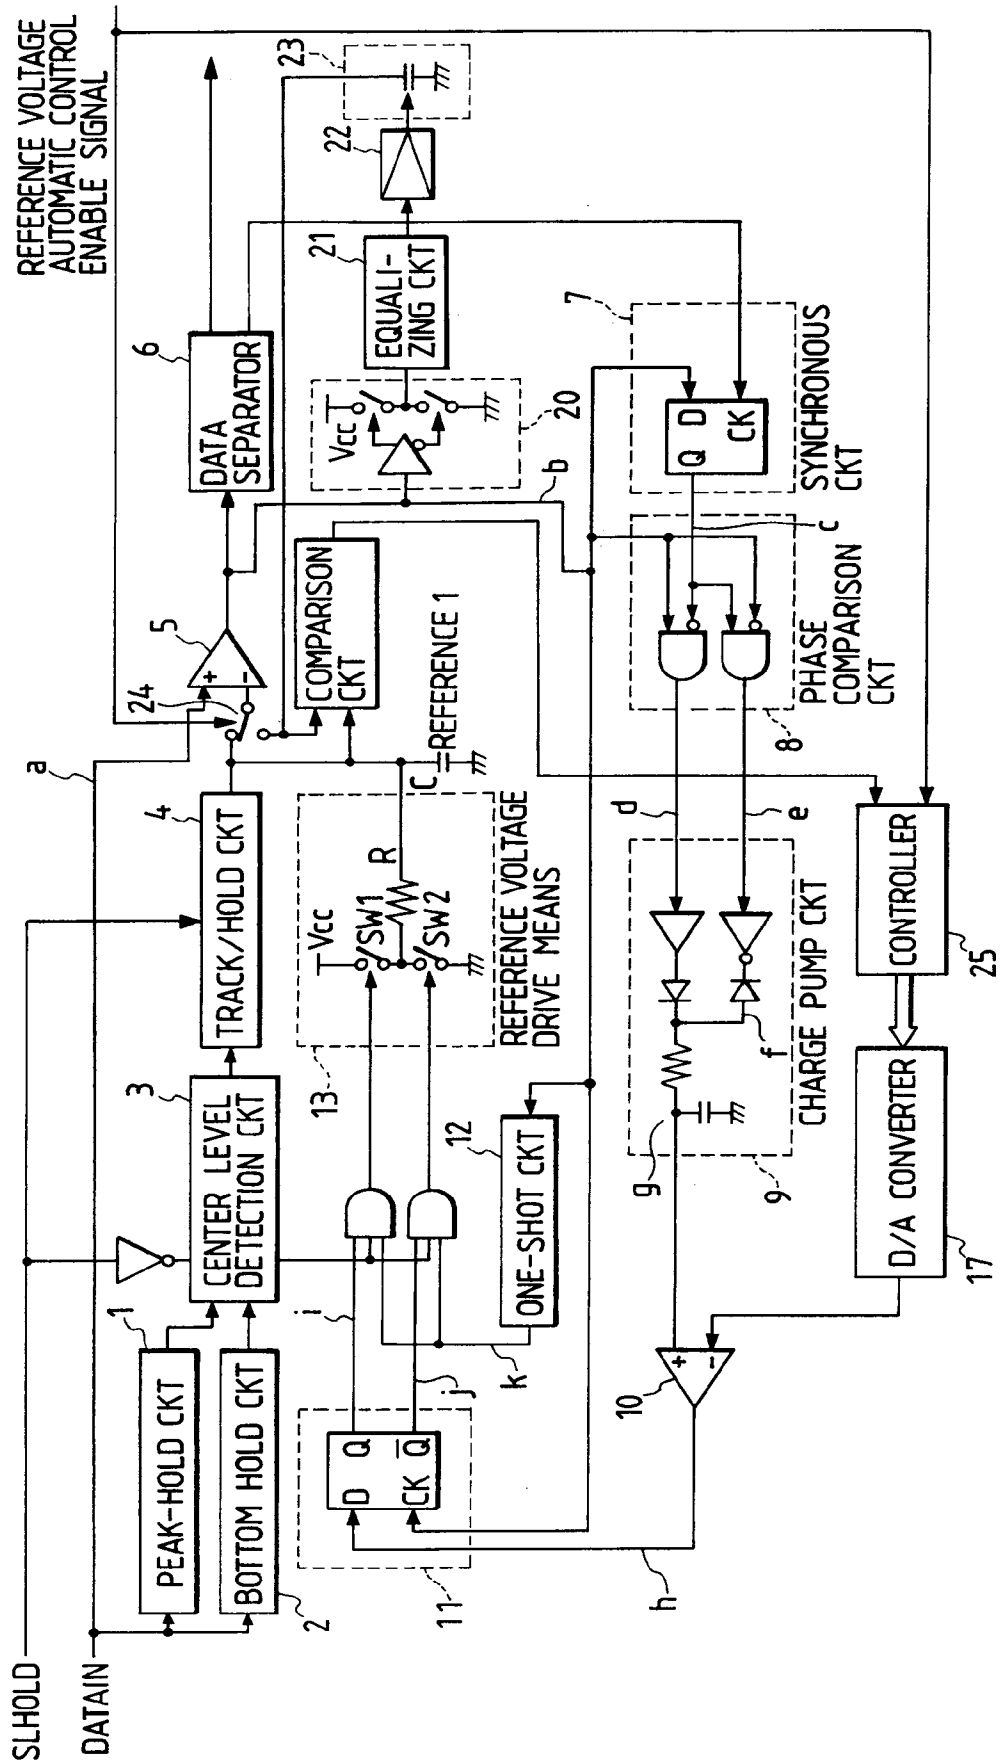 SLHOLD
DATAIN
a
REFERENCE VOLTAGE
AUTOMATIC CONTROL
ENABLE SIGNAL
1
PEAK-HOLD CKT
BOTTOM HOLD CKT
2
3
CENTER LEVEL
DETECTION CKT
4
TRACK/HOLD CKT
24
5
+
-
6
DATA
SEPARATOR
COMPARISON
CKT
C
REFERENCE 1
Vcc
20
21
EQUALI-
ZING CKT
22
23
b
11
D
Q
CK
Q̅
i
j
k
12
ONE-SHOT CKT
13
Vcc
SW1
SW2
R
REFERENCE VOLTAGE
DRIVE MEANS
7
Q
D
CK
SYNCHRONOUS
CKT
c
8
PHASE
COMPARISON
CKT
d
e
f
g
9
CHARGE PUMP CKT
h
10
+
-
17
D/A CONVERTER
25
CONTROLLER